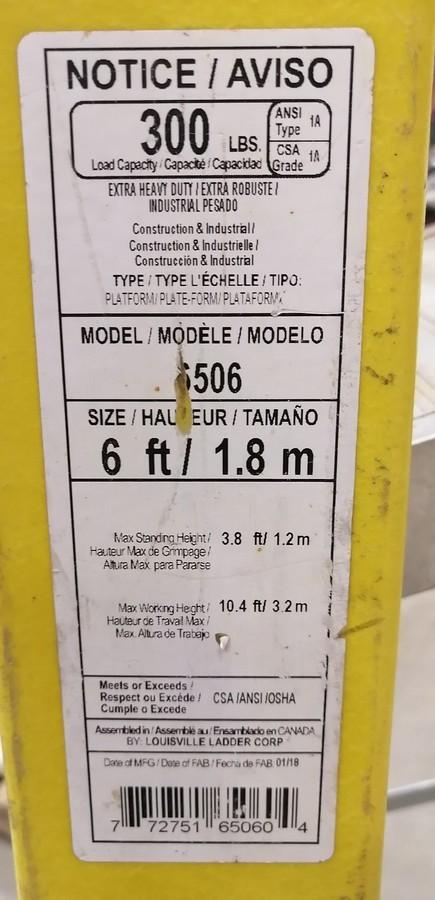 NOTICE / AVISO
300 LBS.
Load Capacity / Capacité / Capacidad
ANSI Type 1A
CSA Grade 1A
EXTRA HEAVY DUTY / EXTRA ROBUSTE /
INDUSTRIAL PESADO
Construction & Industrial /
Construction & Industrielle /
Construcción & Industrial
TYPE / TYPE L'ÉCHELLE / TIPO:
PLATFORM/ PLATE-FORM/ PLATAFORMA
MODEL / MODÈLE / MODELO
506
SIZE / HAUTEUR / TAMAÑO
6 ft / 1.8 m
Max Standing Height / 3.8 ft/ 1.2 m
Hauteur Max de Grimpage /
Altura Max. para Pararse
Max Working Height / 10.4 ft/ 3.2 m
Hauteur de Travail Max /
Max. Altura de Trabajo
Meets or Exceeds /
Respect ou Excéde / CSA /ANSI /OSHA
Cumple o Excede
Assembled in / Assemblé au / Ensamblado en CANADA
BY: LOUISVILLE LADDER CORP
Date of MFG / Date of FAB / Fecha de FAB 01/18
7 72751 65060 4